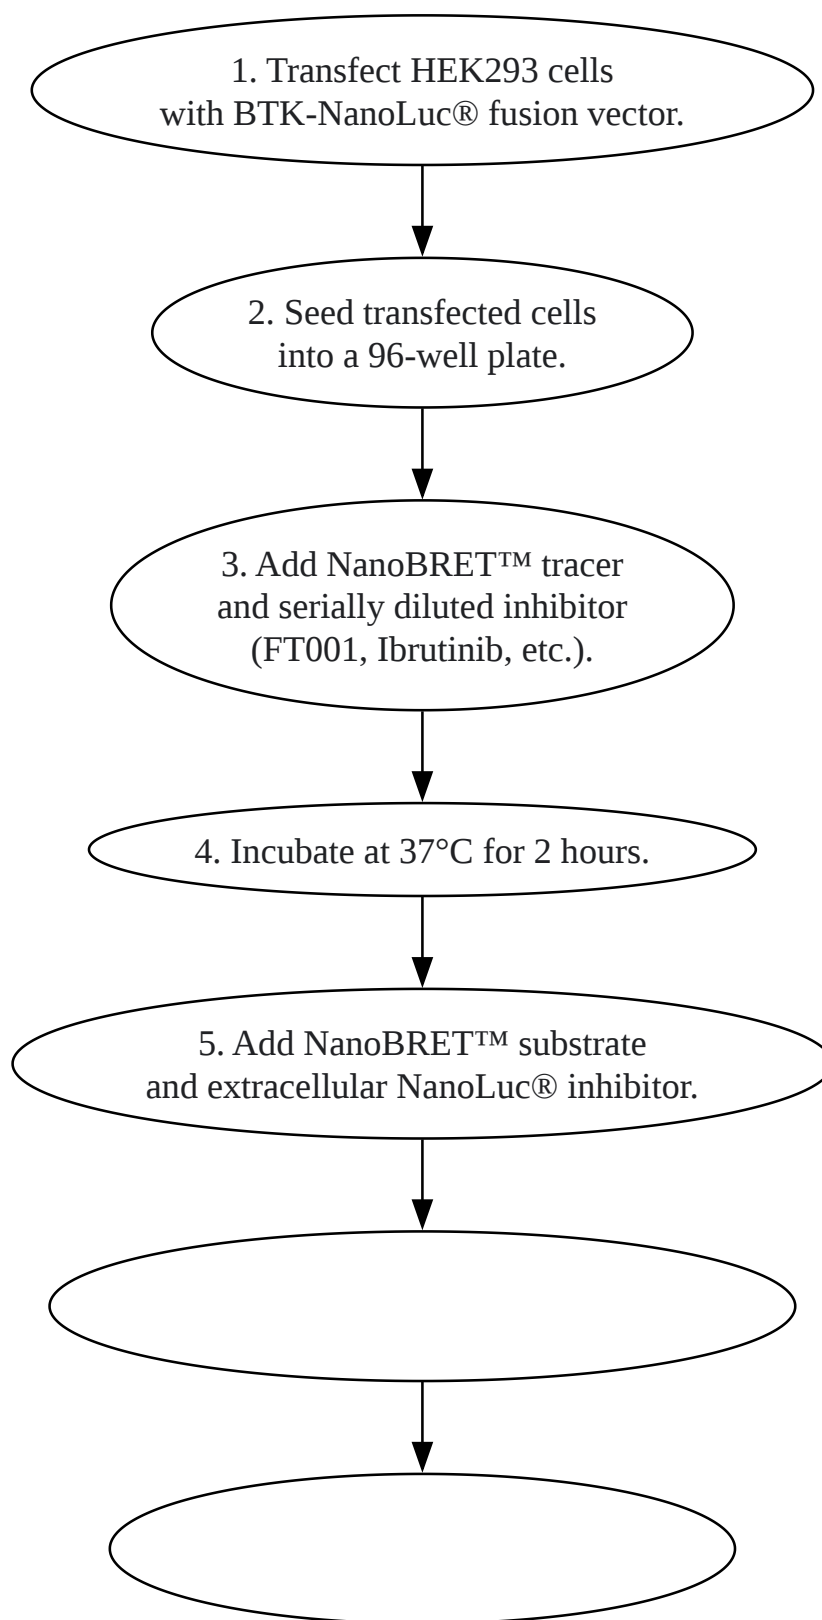 1. Transfect HEK293 cells
with BTK-NanoLuc® fusion vector.
2. Seed transfected cells
into a 96-well plate.
3. Add NanoBRET™ tracer
and serially diluted inhibitor
(FT001, Ibrutinib, etc.).
4. Incubate at 37°C for 2 hours.
5. Add NanoBRET™ substrate
and extracellular NanoLuc® inhibitor.